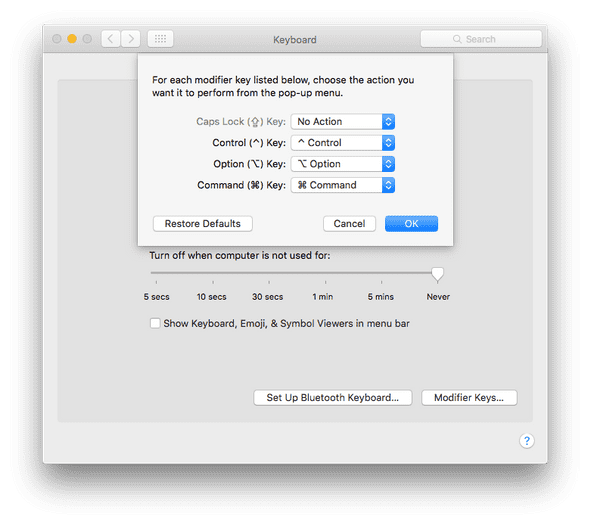 Keyboard
Search
For each modifier key listed below, choose the action you
want it to perform from the pop-up menu.
Caps Lock (⇪) Key: No Action
Control (^) Key: ^ Control
Option (⌥) Key: ⌥ Option
Command (⌘) Key: ⌘ Command
Restore Defaults Cancel OK
Turn off when computer is not used for:
5 secs 10 secs 30 secs 1 min 5 mins Never
Show Keyboard, Emoji, & Symbol Viewers in menu bar
Set Up Bluetooth Keyboard... Modifier Keys...
?